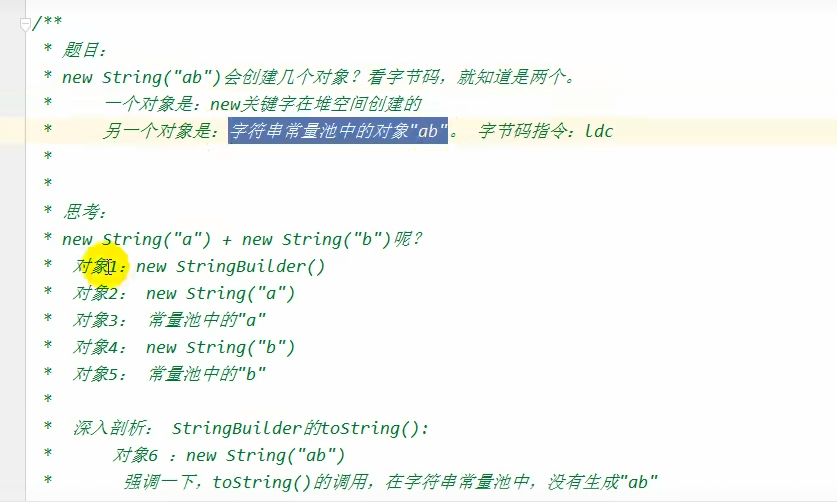 /**
* 题目：
* new String("ab")会创建几个对象？看字节码，就知道是两个。
* 一个对象是：new关键字在堆空间创建的
* 另一个对象是：字符串常量池中的对象"ab"。 字节码指令：ldc
*
*
* 思考：
* new String("a") + new String("b")呢？
* 对象1：new StringBuilder()
* 对象2： new String("a")
* 对象3： 常量池中的"a"
* 对象4： new String("b")
* 对象5： 常量池中的"b"
*
* 深入剖析： StringBuilder的toString():
* 对象6 ：new String("ab")
* 强调一下，toString()的调用，在字符串常量池中，没有生成"ab"